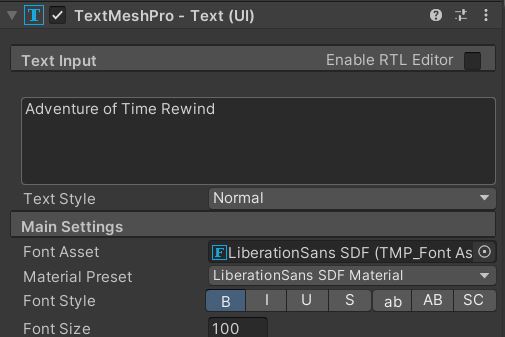 TextMeshPro - Text (UI)
Text Input Enable RTL Editor
Adventure of Time Rewind
Text Style Normal
Main Settings
Font Asset LiberationSans SDF (TMP_Font As
Material Preset LiberationSans SDF Material
Font Style B I U S ab AB SC
Font Size 100